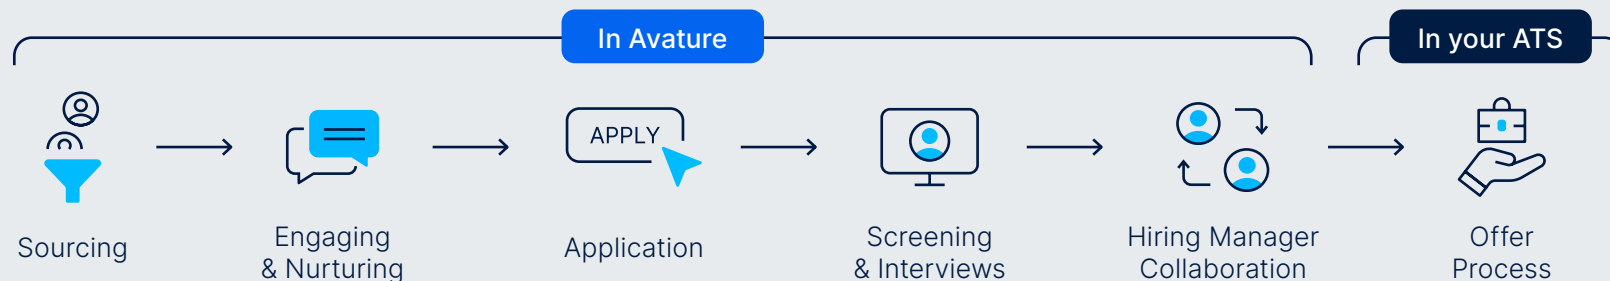 In Avature
In your ATS
APPLY
Sourcing
Engaging
& Nurturing
Application
Screening
& Interviews
Hiring Manager
Collaboration
Offer
Process